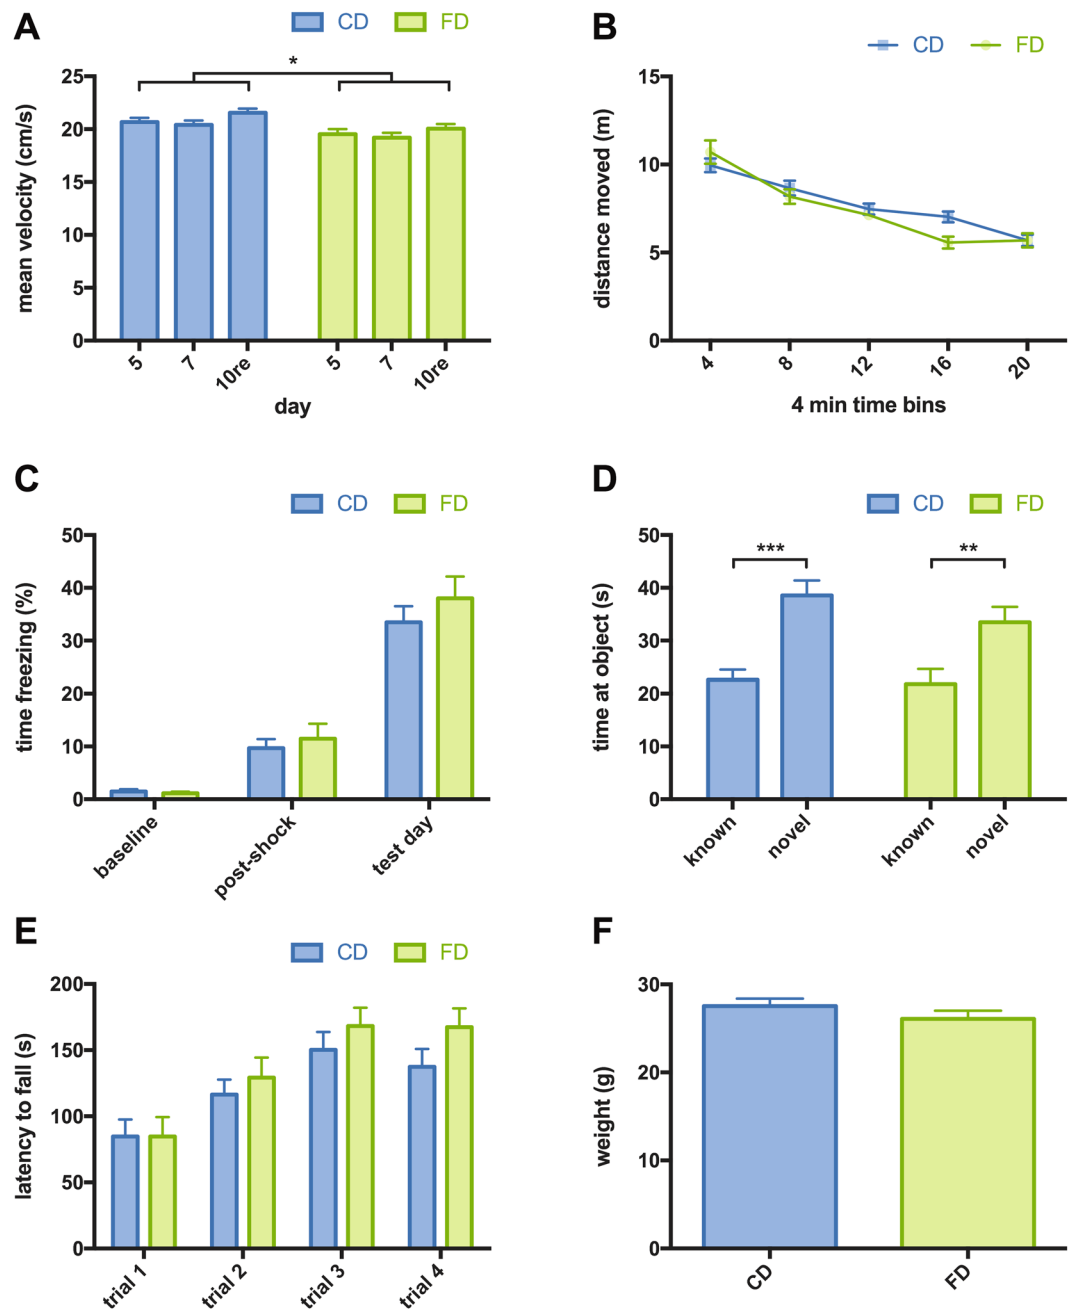 A
CD
FD
mean velocity (cm/s)
25
20
15
10
5
0
*
5
7
10re
5
7
10re
day
B
CD
FD
distance moved (m)
15
10
5
0
4
8
12
16
20
4 min time bins
C
CD
FD
time freezing (%)
50
40
30
20
10
0
baseline
post-shock
test day
D
CD
FD
time at object (s)
50
40
30
20
10
0
***
**
known
novel
known
novel
E
CD
FD
latency to fall (s)
200
150
100
50
0
trial 1
trial 2
trial 3
trial 4
F
weight (g)
30
20
10
0
CD
FD